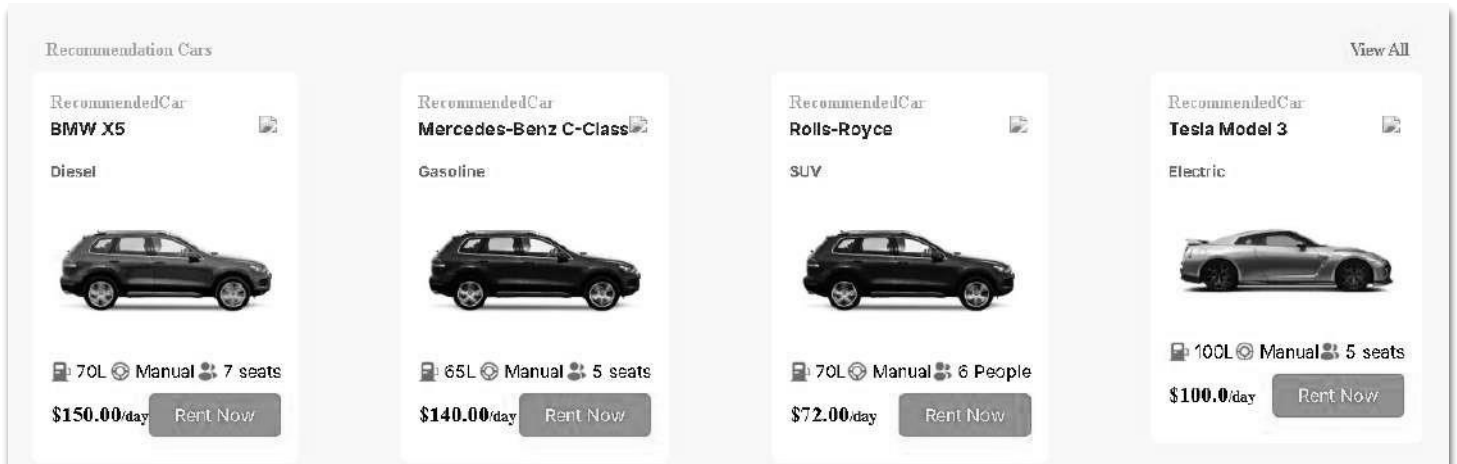 Recommendation Cars
View All
RecommendedCar
BMW X5
Diesel
70L Manual 7 seats
$150.00/day Rent Now
RecommendedCar
Mercedes-Benz C-Class
Gasoline
65L Manual 5 seats
$140.00/day Rent Now
RecommendedCar
Rolls-Royce
SUV
70L Manual 6 People
$72.00/day Rent Now
RecommendedCar
Tesla Model 3
Electric
100L Manual 5 seats
$100.0/day Rent Now